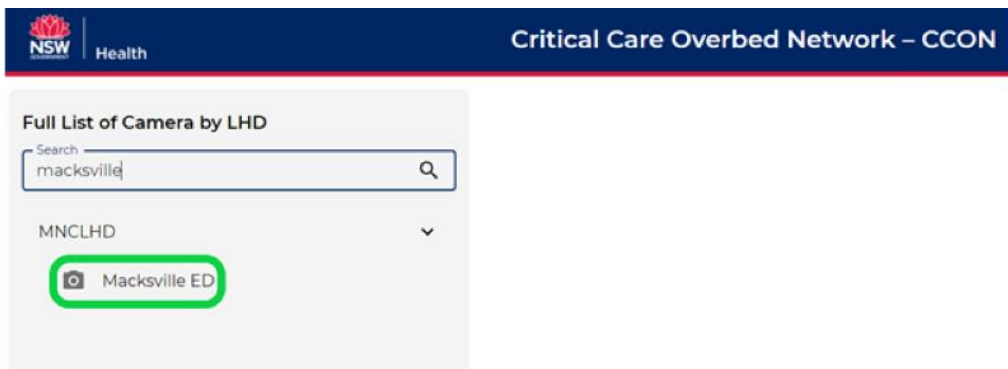 NSW
GOVERNMENT
Health
Critical Care Overbed Network – CCON
Full List of Camera by LHD
Search
macksville
MNCLHD
Macksville ED